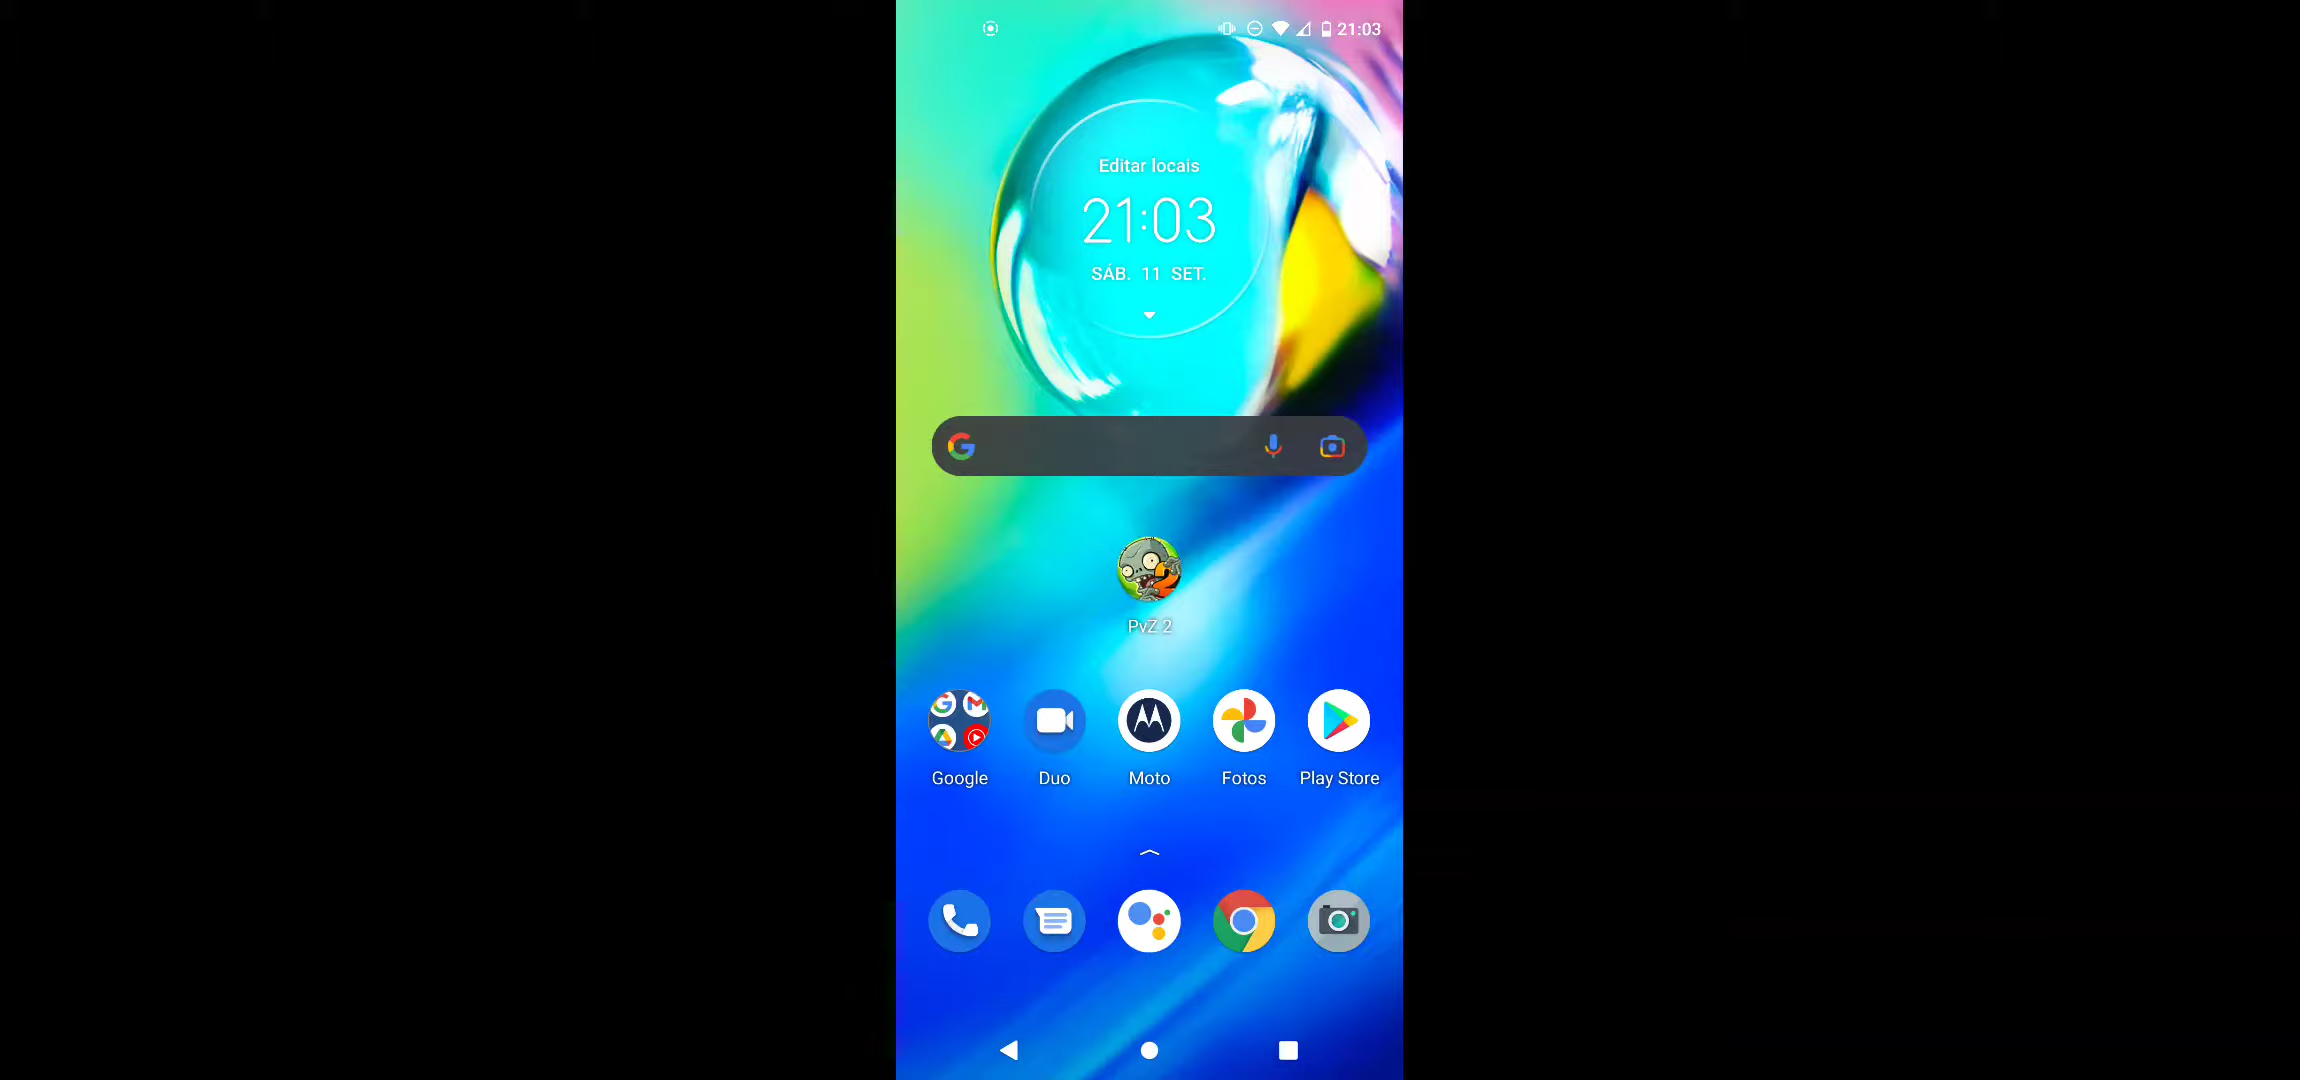 21:03
Editar locais
21:03
SÁB. 11 SET.
PvZ 2
Google
Duo
Moto
Fotos
Play Store